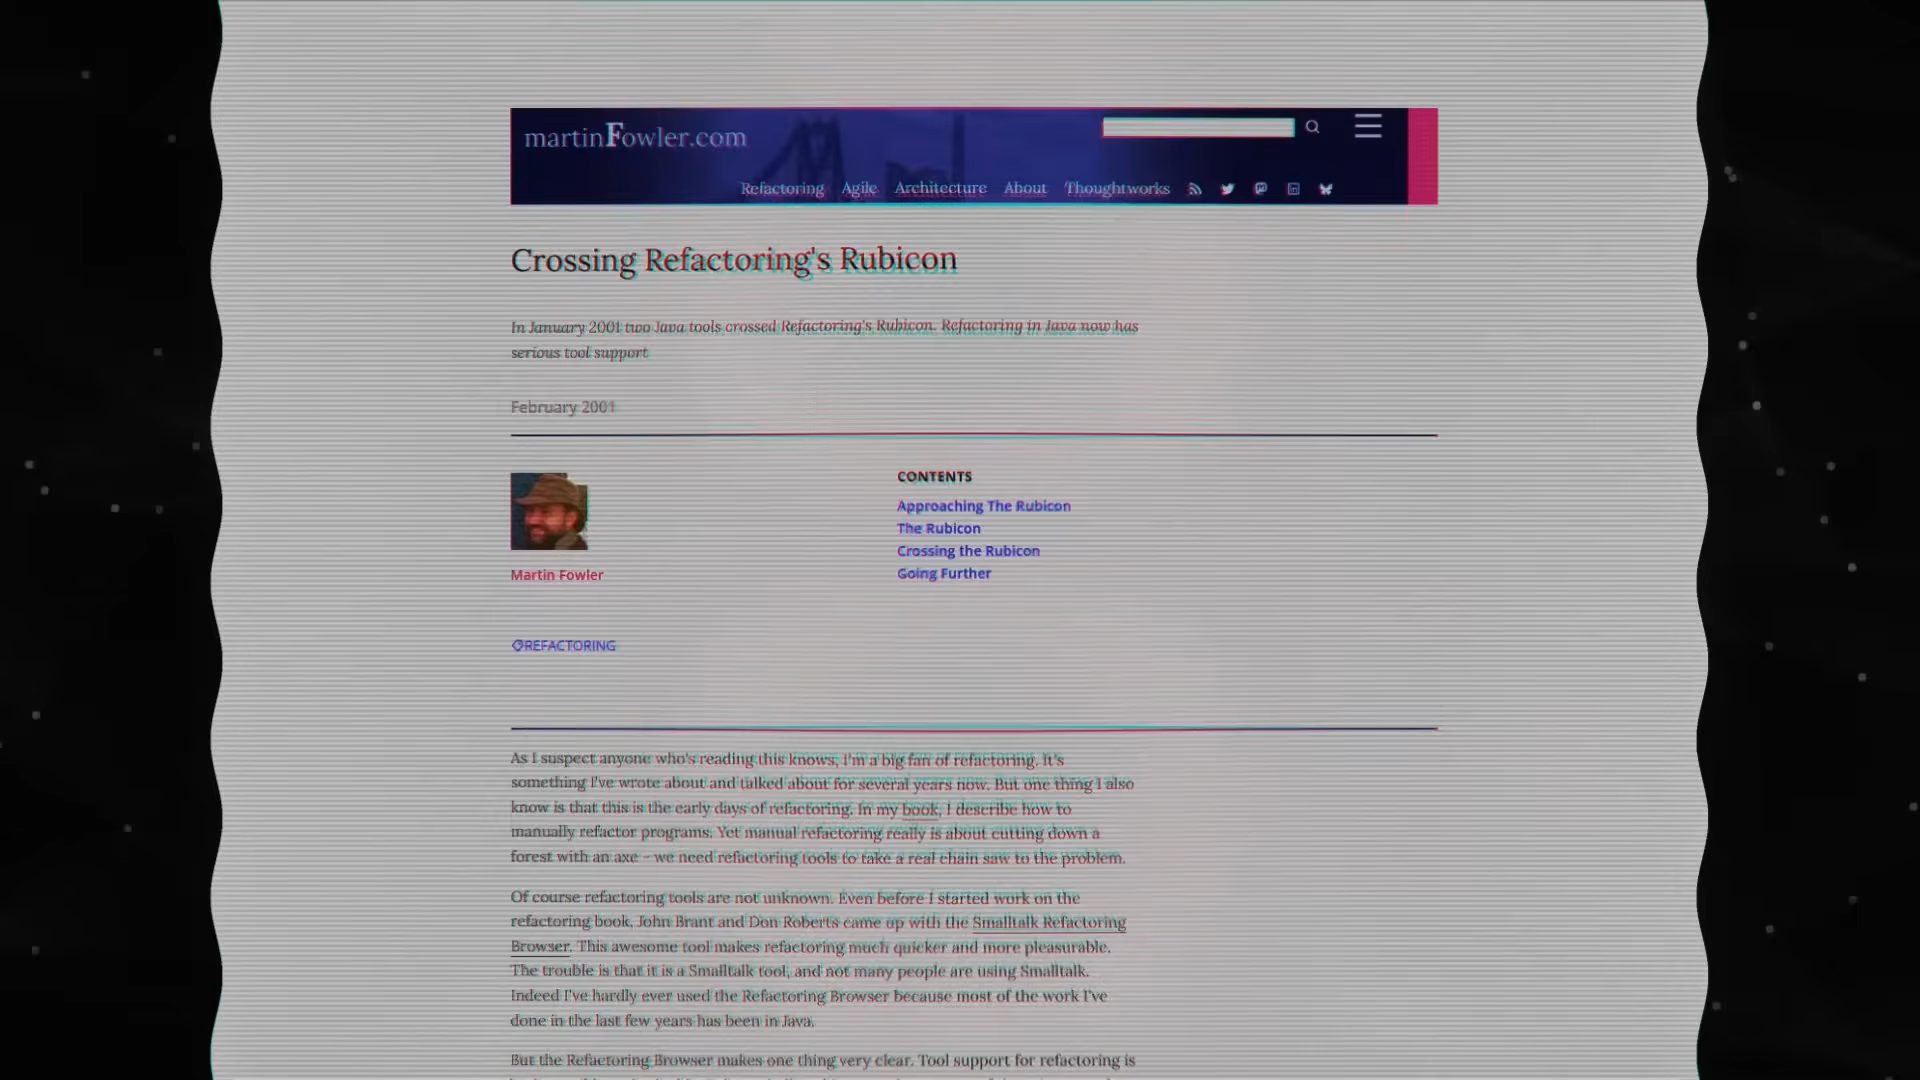 martinFowler.com
Refactoring Agile Architecture About Thoughtworks
Crossing Refactoring's Rubicon
In January 2001 two Java tools crossed Refactoring's Rubicon. Refactoring in Java now has
serious tool support
February 2001
Martin Fowler
CONTENTS
Approaching The Rubicon
The Rubicon
Crossing the Rubicon
Going Further
REFACTORING
As I suspect anyone who's reading this knows, I'm a big fan of refactoring. It's
something I've wrote about and talked about for several years now. But one thing I also
know is that this is the early days of refactoring. In my book, I describe how to
manually refactor programs. Yet manual refactoring really is about cutting down a
forest with an axe - we need refactoring tools to take a real chain saw to the problem.
Of course refactoring tools are not unknown. Even before I started work on the
refactoring book, John Brant and Don Roberts came up with the Smalltalk Refactoring
Browser. This awesome tool makes refactoring much quicker and more pleasurable.
The trouble is that it is a Smalltalk tool, and not many people are using Smalltalk.
Indeed I've hardly ever used the Refactoring Browser because most of the work I've
done in the last few years has been in Java.
But the Refactoring Browser makes one thing very clear. Tool support for refactoring is